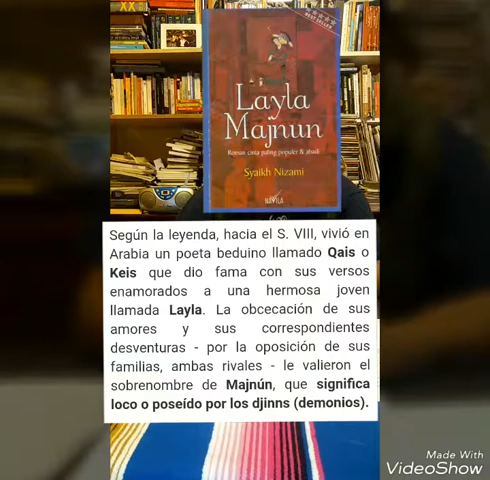 BEST SELLER
Layla
Majnun
Roman cinta paling populer & abadi
Syaikh Nizami
NAVILA
Según la leyenda, hacia el S. VIII, vivió en
Arabia un poeta beduino llamado Qais o
Keis que dio fama con sus versos
enamorados a una hermosa joven
llamada Layla. La obcecación de sus
amores y sus correspondientes
desventuras - por la oposición de sus
familias, ambas rivales - le valieron el
sobrenombre de Majnún, que significa
loco o poseído por los djinns (demonios).
Made With
VideoShow